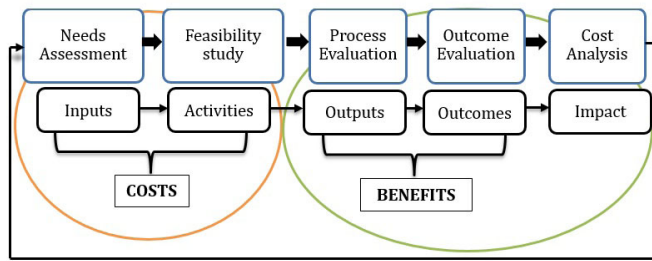 Needs
Assessment
Feasibility
study
Process
Evaluation
Outcome
Evaluation
Cost
Analysis
Inputs
Activities
Outputs
Outcomes
Impact
COSTS
BENEFITS